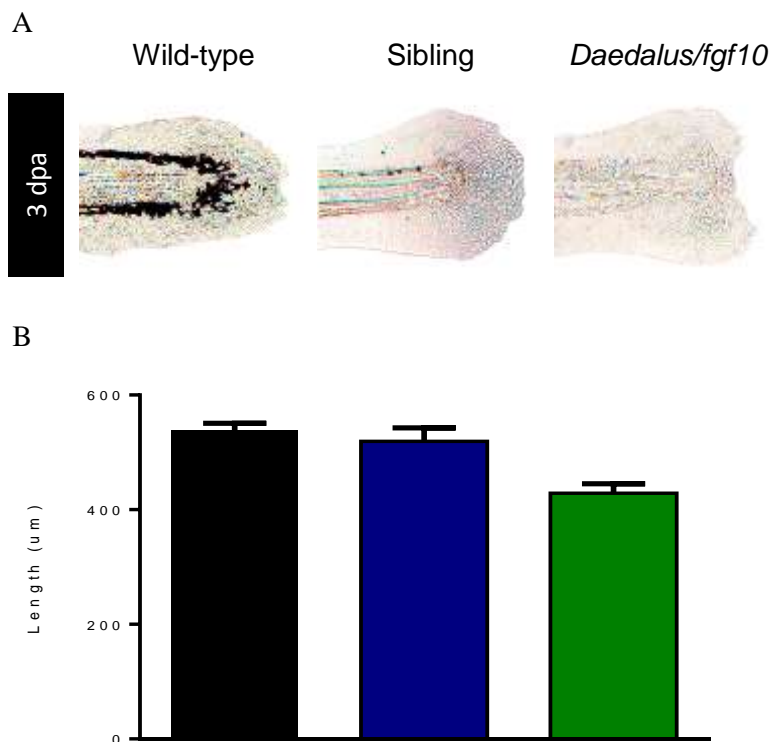 A
Wild-type Sibling Daedalus/fgf10
3 dpa
B
600
400
200
0
Length (um)